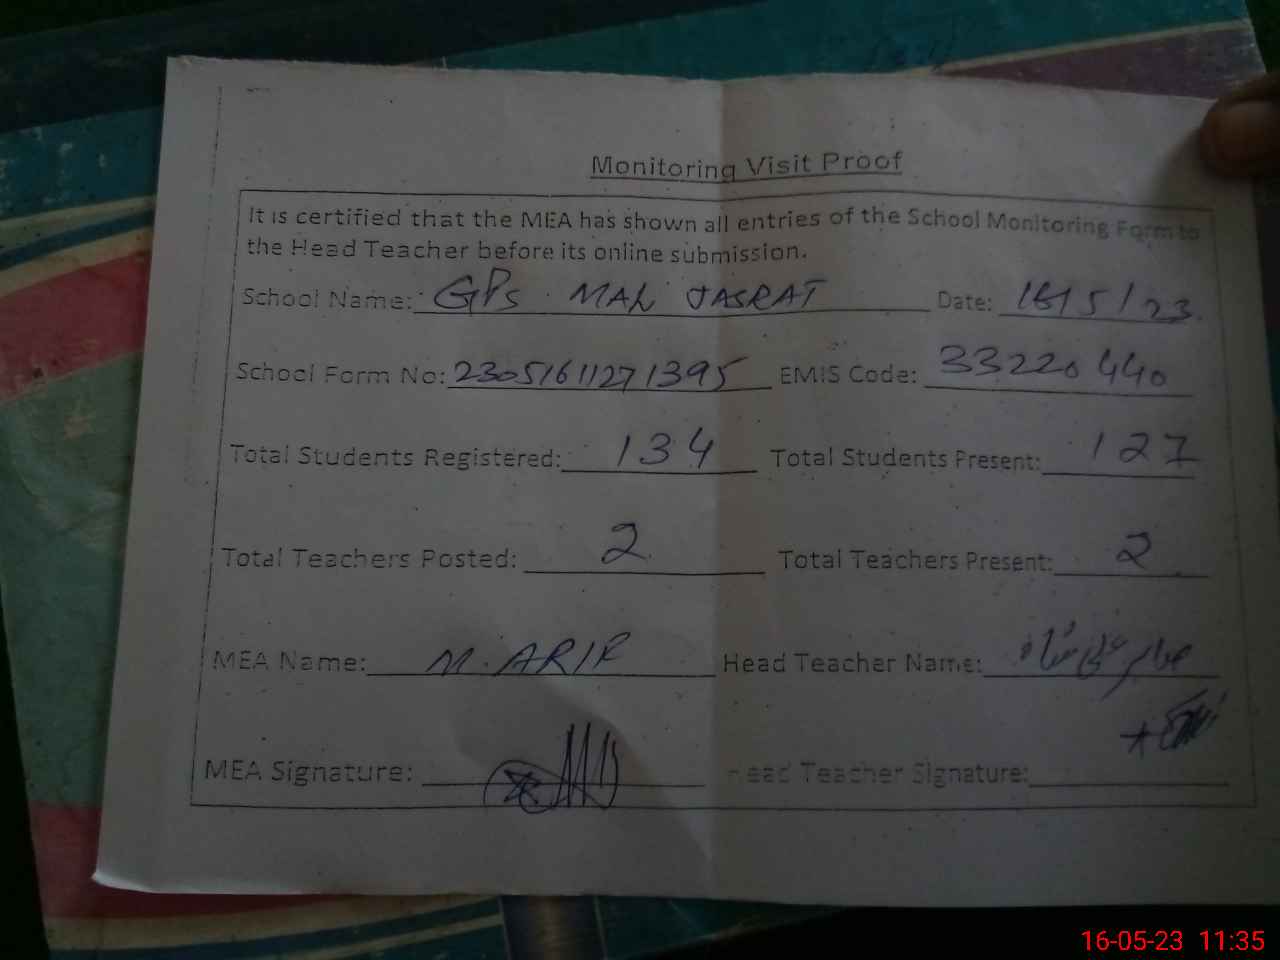 Monitoring Visit Proof
It is certified that the MEA has shown all entries of the School Monitoring Form to
the Head Teacher before its online submission.
School Name: GPS MAL JASRAT Date: 16/5/23
School Form No: 23051611271395 EMIS Code: 33220440
Total Students Registered: 134 Total Students Present: 127
Total Teachers Posted: 2 Total Teachers Present: 2
MEA Name: M. ARIF Head Teacher Name:
MEA Signature: Head Teacher Signature:
16-05-23 11:35